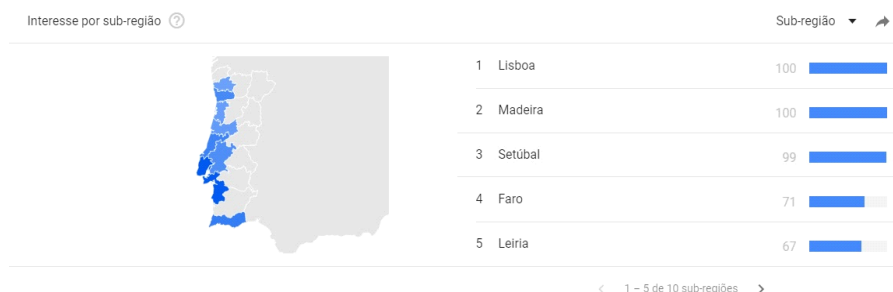 Interesse por sub-região ?
Sub-região
1 Lisboa 100
2 Madeira 100
3 Setúbal 99
4 Faro 71
5 Leiria 67
1 – 5 de 10 sub-regiões